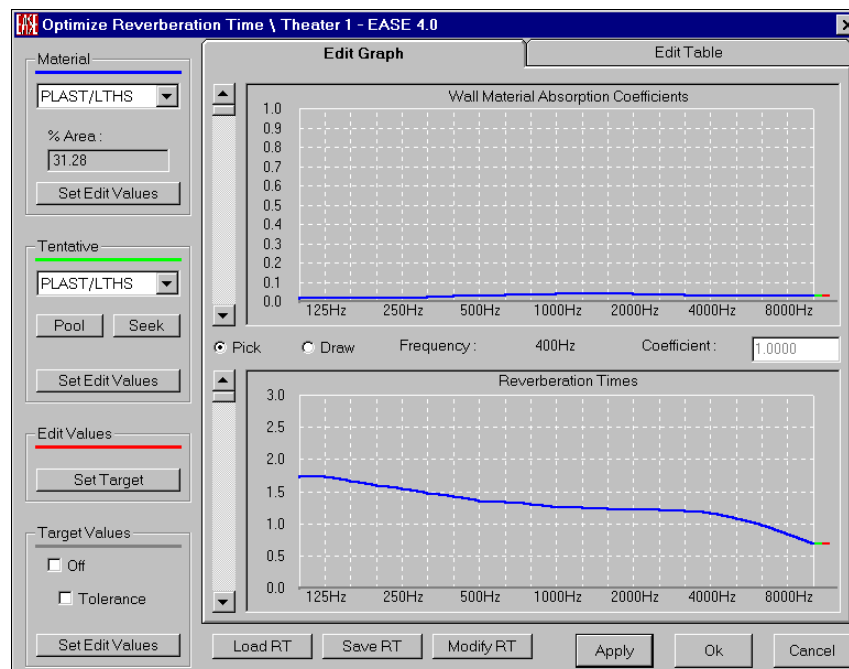 EASE Optimize Reverberation Time \ Theater 1 - EASE 4.0
Edit Graph
Edit Table
Material
PLAST/LTHS
% Area :
31.28
Set Edit Values
Tentative
PLAST/LTHS
Pool
Seek
Set Edit Values
Edit Values
Set Target
Target Values
Off
Tolerance
Set Edit Values
Wall Material Absorption Coefficients
1.0
0.9
0.8
0.7
0.6
0.5
0.4
0.3
0.2
0.1
0.0
125Hz 250Hz 500Hz 1000Hz 2000Hz 4000Hz 8000Hz
Pick Draw Frequency : 400Hz Coefficient : 1.0000
Reverberation Times
3.0
2.5
2.0
1.5
1.0
0.5
0.0
125Hz 250Hz 500Hz 1000Hz 2000Hz 4000Hz 8000Hz
Load RT Save RT Modify RT Apply Ok Cancel